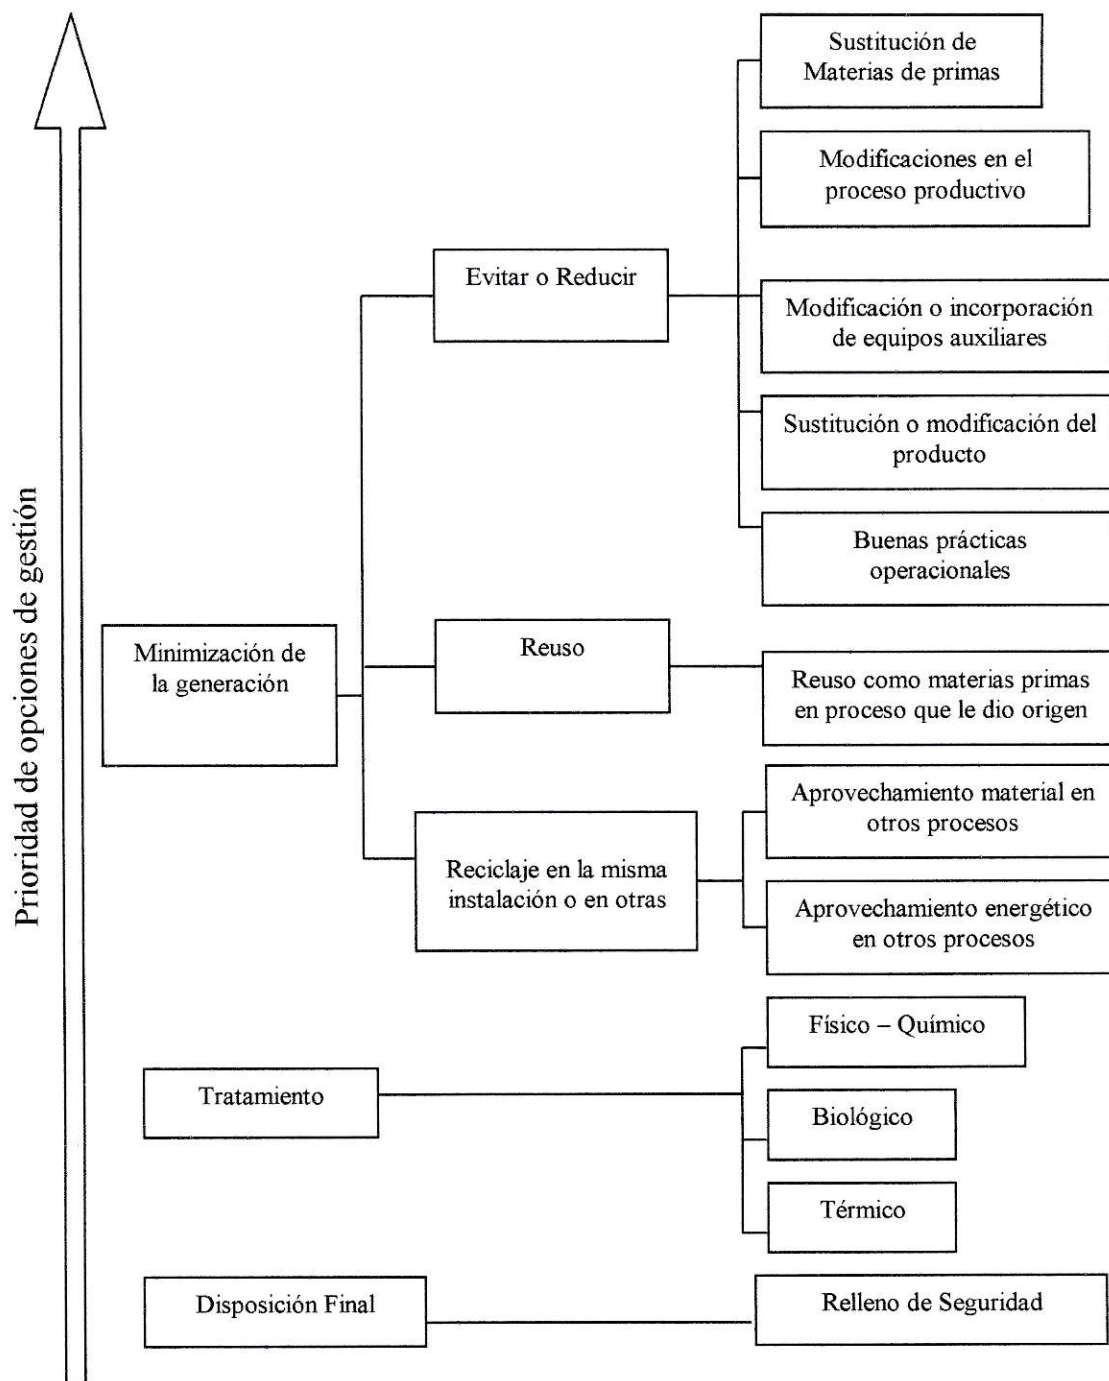 Prioridad de opciones de gestión
Sustitución de
Materias de primas
Modificaciones en el
proceso productivo
Evitar o Reducir
Modificación o incorporación
de equipos auxiliares
Sustitución o modificación del
producto
Buenas prácticas
operacionales
Minimización de
la generación
Reuso
Reuso como materias primas
en proceso que le dio origen
Reciclaje en la misma
instalación o en otras
Aprovechamiento material en
otros procesos
Aprovechamiento energético
en otros procesos
Tratamiento
Físico – Químico
Biológico
Térmico
Disposición Final
Relleno de Seguridad